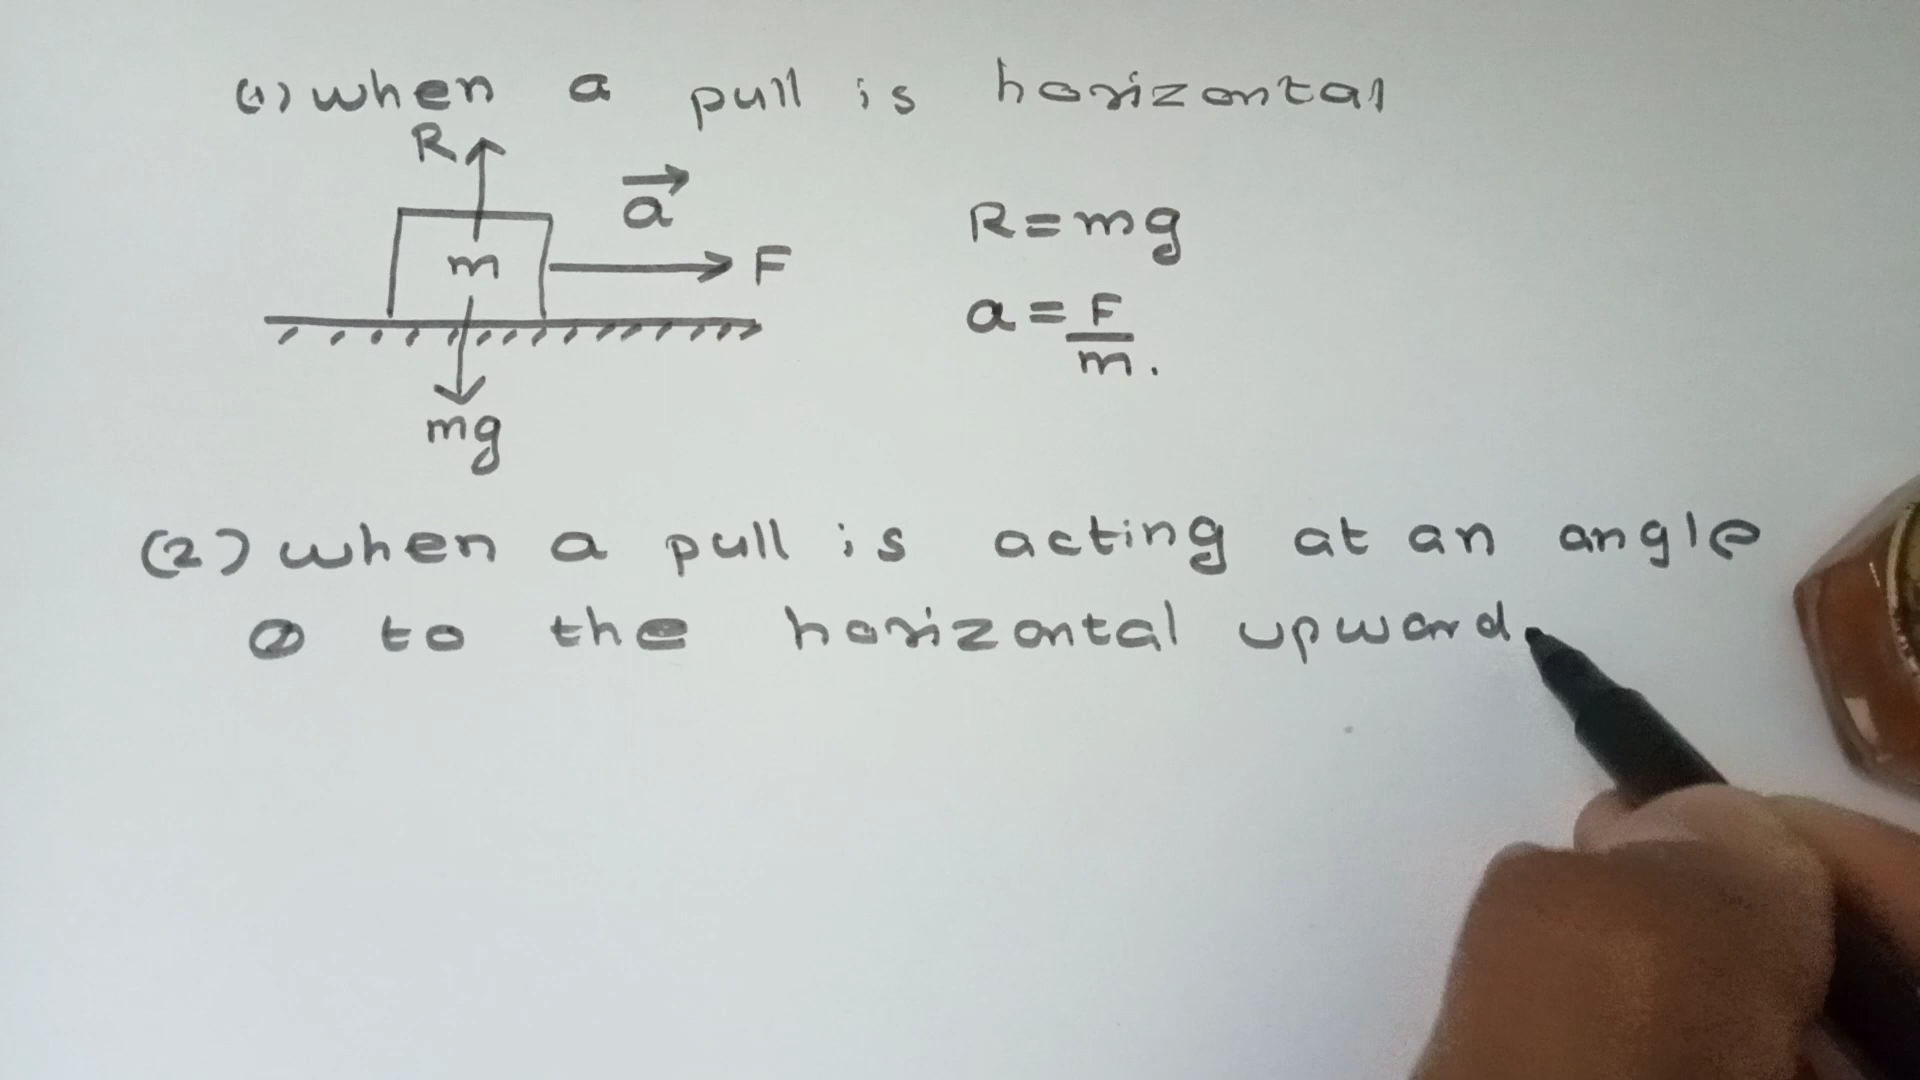 (1) when a pull is horizontal
R
a
m
F
mg
R = mg
a = F
m.
(2) when a pull is acting at an angle
θ to the horizontal upward